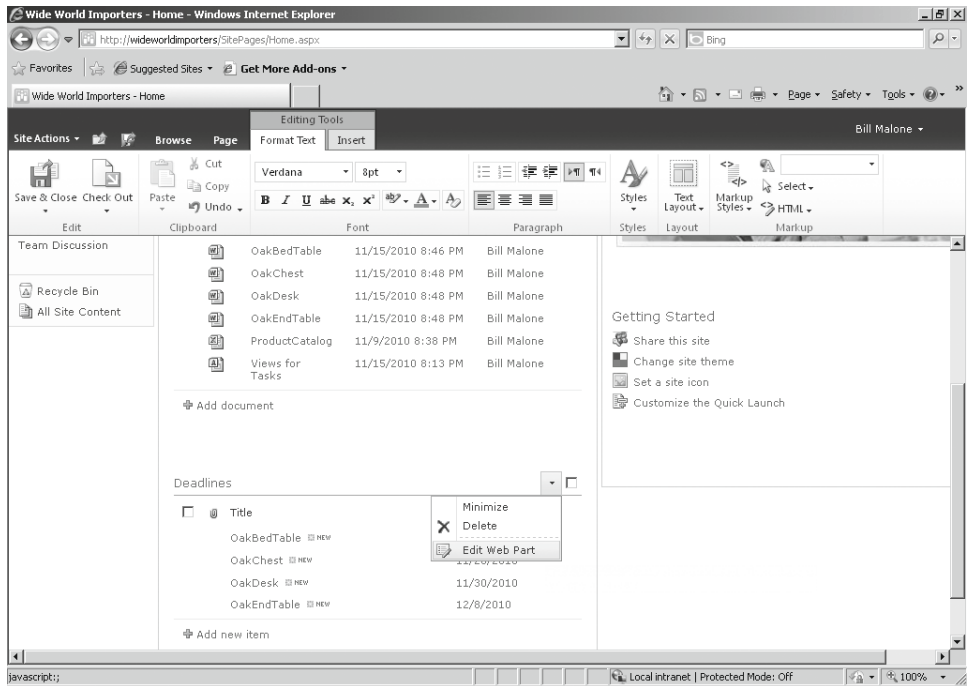 Wide World Importers - Home - Windows Internet Explorer
http://wideworldimporters/SitePages/Home.aspx
Bing
Favorites Suggested Sites Get More Add-ons
Wide World Importers - Home
Page Safety Tools »
Editing Tools
Bill Malone
Site Actions Browse Page Format Text Insert
Save & Close Check Out
Paste
Cut
Copy
Undo
Verdana 8pt
B I U abc x₂ x² ab A A
Styles
Text Layout
Markup Styles
Select
HTML
Edit Clipboard Font Paragraph Styles Layout Markup
Team Discussion
Recycle Bin
All Site Content
OakBedTable 11/15/2010 8:46 PM Bill Malone
OakChest 11/15/2010 8:48 PM Bill Malone
OakDesk 11/15/2010 8:48 PM Bill Malone
OakEndTable 11/15/2010 8:48 PM Bill Malone
ProductCatalog 11/9/2010 8:38 PM Bill Malone
Views for 11/15/2010 8:13 PM Bill Malone
Tasks
Add document
Getting Started
Share this site
Change site theme
Set a site icon
Customize the Quick Launch
Deadlines
Minimize
Delete
Edit Web Part
Title
OakBedTable NEW
OakChest NEW
OakDesk NEW 11/30/2010
OakEndTable NEW 12/8/2010
Add new item
javascript:;
Local intranet | Protected Mode: Off
100%